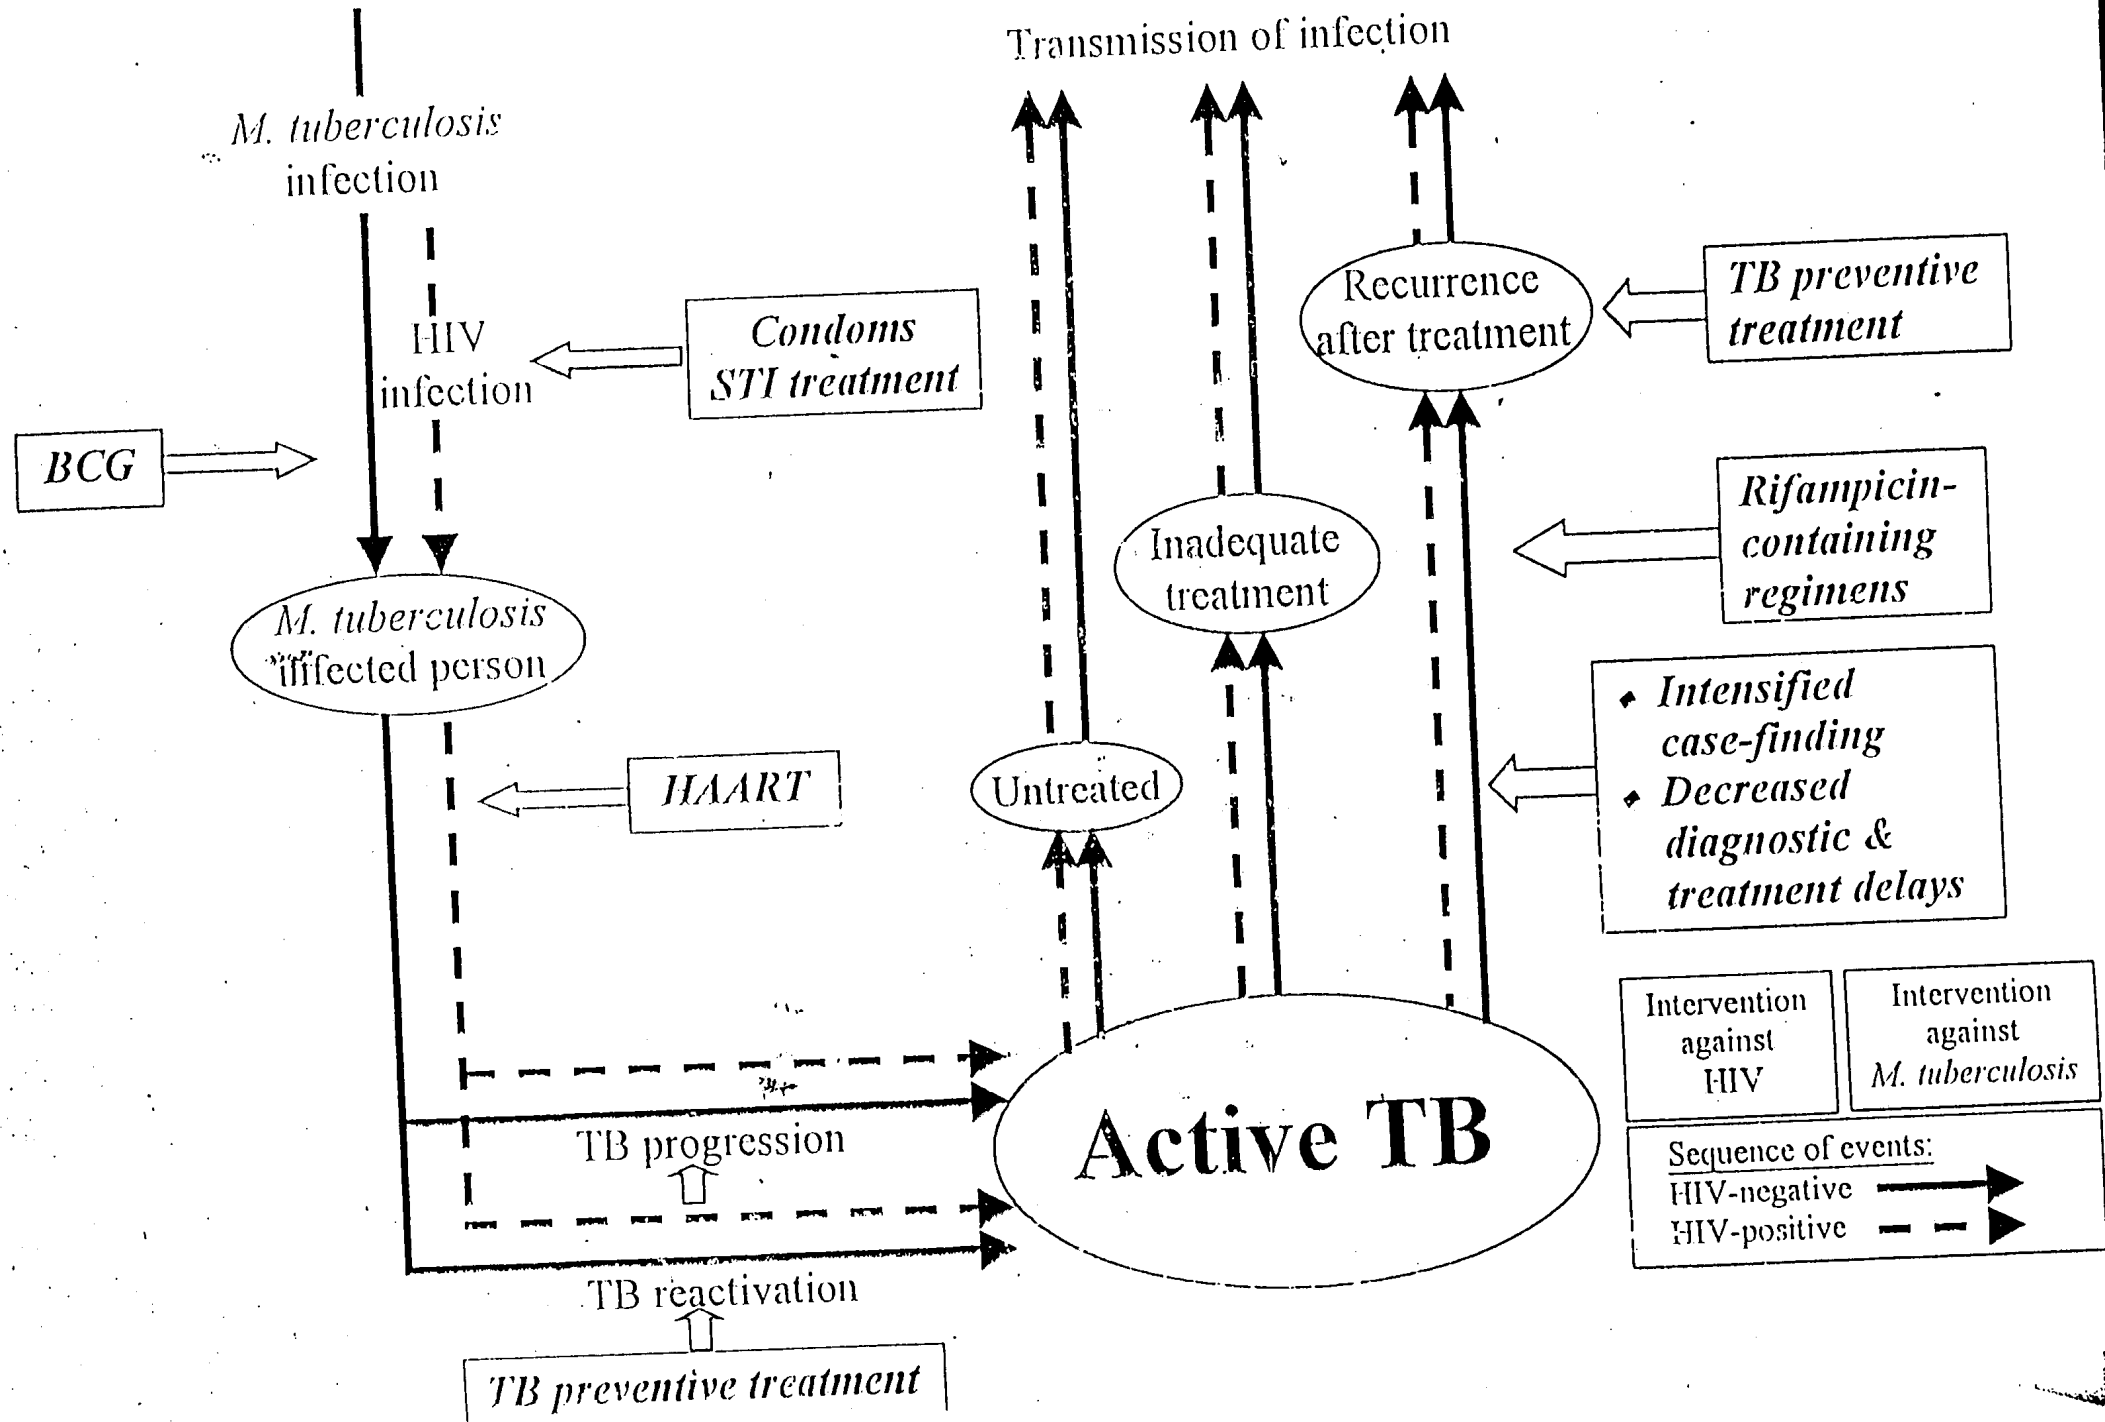 Transmission of infection
M. tuberculosis
infection
HIV
infection
Condoms
STI treatment
BCG
M. tuberculosis
infected person
HAART
Recurrence
after treatment
TB preventive
treatment
Inadequate
treatment
Rifampicin-
containing
regimens
Untreated
Intensified
case-finding
Decreased
diagnostic &
treatment delays
TB progression
Active TB
TB reactivation
TB preventive treatment
Intervention
against
HIV
Intervention
against
M. tuberculosis
Sequence of events:
HIV-negative
HIV-positive